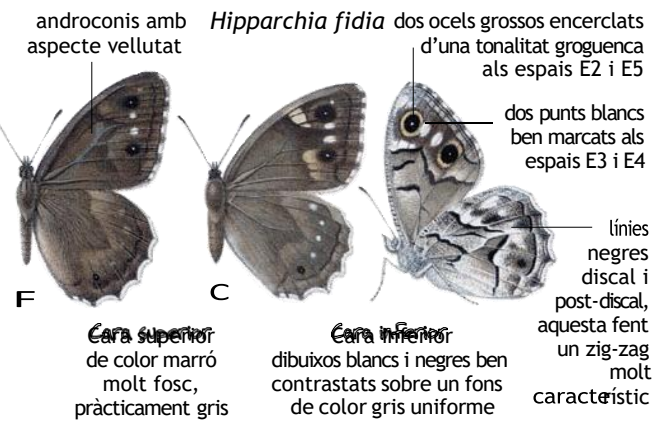 androconis amb
aspecte vellutat
Hipparchia fidia
dos ocels grossos encerclats
d'una tonalitat groguenca
als espais E2 i E5
dos punts blancs
ben marcats als
espais E3 i E4
línies
negres
discal i
post-discal,
aquesta fent
un zig-zag
molt
característic
F
C
Cara superior
de color marró
molt fosc,
pràcticament gris
Cara inferior
dibuixos blancs i negres ben
contrastats sobre un fons
de color gris uniforme